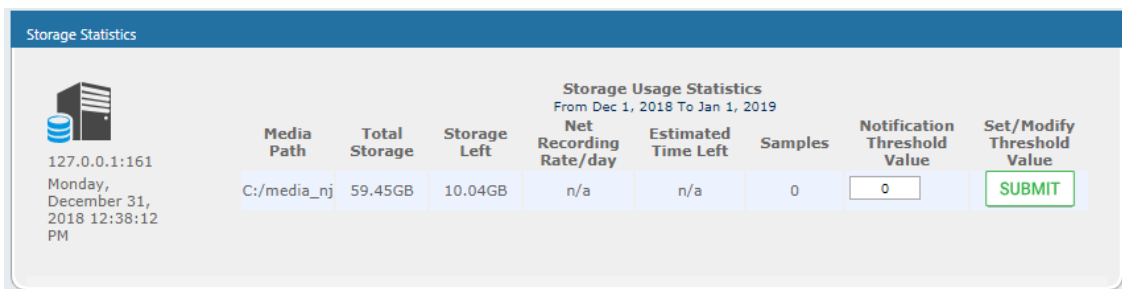 Storage Statistics
Storage Usage Statistics
From Dec 1, 2018 To Jan 1, 2019
127.0.0.1:161
Monday,
December 31,
2018 12:38:12
PM
Media Path Total Storage Storage Left Net Recording Rate/day Estimated Time Left Samples Notification Threshold Value Set/Modify Threshold Value
C:/media_nj 59.45GB 10.04GB n/a n/a 0 0 SUBMIT